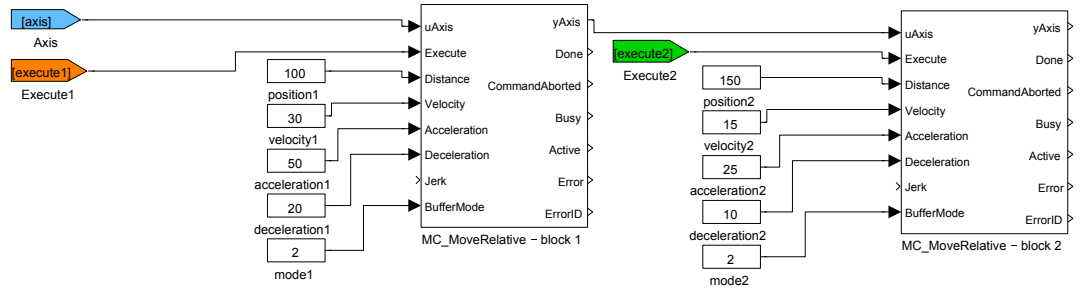 [axis]
Axis
[execute1]
Execute1
100
position1
30
velocity1
50
acceleration1
20
deceleration1
2
mode1
uAxis
Execute
Distance
Velocity
Acceleration
Deceleration
Jerk
BufferMode
yAxis
Done
CommandAborted
Busy
Active
Error
ErrorID
MC_MoveRelative − block 1
[execute2]
Execute2
150
position2
15
velocity2
25
acceleration2
10
deceleration2
2
mode2
uAxis
Execute
Distance
Velocity
Acceleration
Deceleration
Jerk
BufferMode
yAxis
Done
CommandAborted
Busy
Active
Error
ErrorID
MC_MoveRelative − block 2